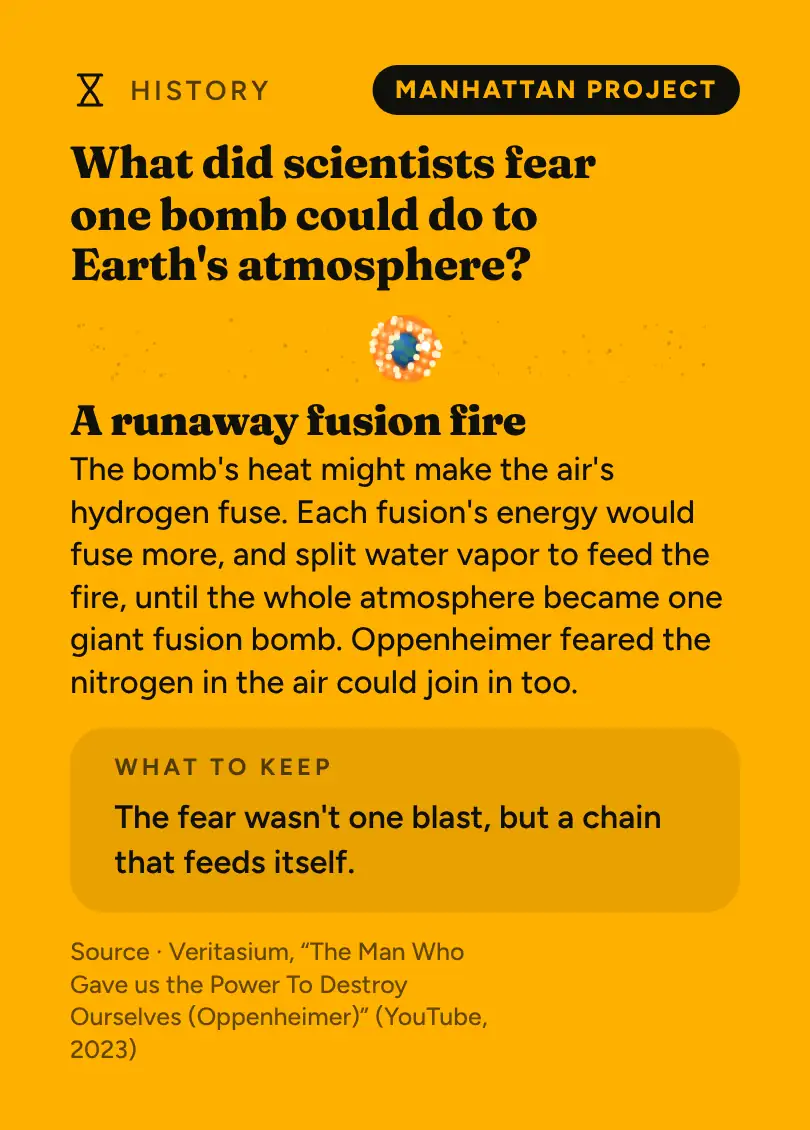 HISTORY
MANHATTAN PROJECT
What did scientists fear
one bomb could do to
Earth's atmosphere?
A runaway fusion fire
The bomb's heat might make the air's
hydrogen fuse. Each fusion's energy would
fuse more, and split water vapor to feed the
fire, until the whole atmosphere became one
giant fusion bomb. Oppenheimer feared the
nitrogen in the air could join in too.
WHAT TO KEEP
The fear wasn't one blast, but a chain
that feeds itself.
Source · Veritasium, “The Man Who
Gave us the Power To Destroy
Ourselves (Oppenheimer)” (YouTube,
2023)